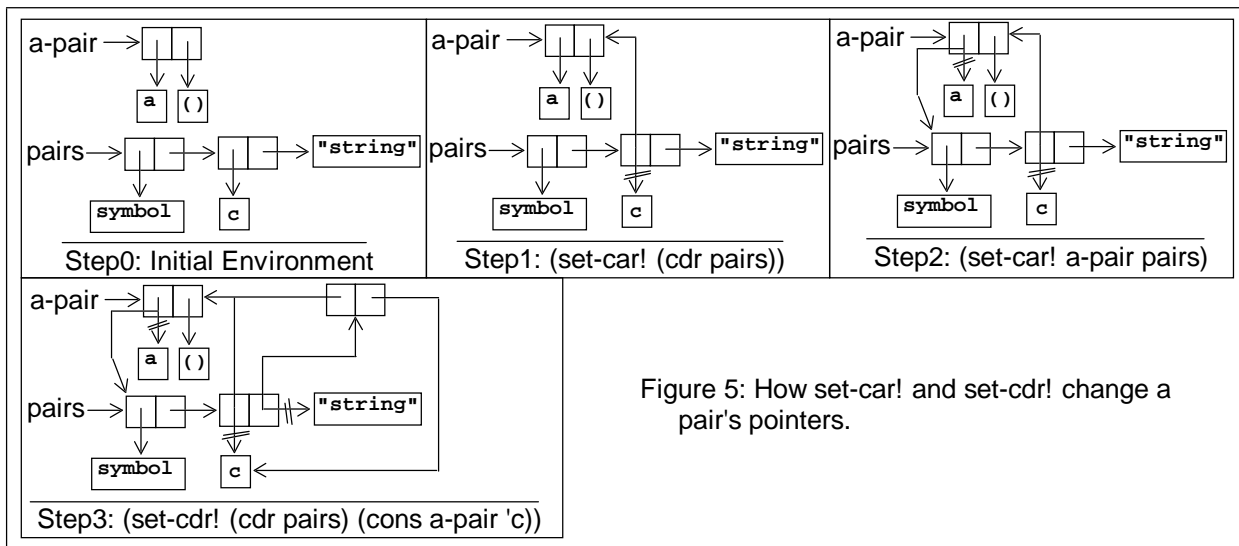 a-pair
a
()
pairs
"string"
symbol
c
Step0: Initial Environment
a-pair
a
()
pairs
"string"
symbol
c
Step1: (set-car! (cdr pairs))
a-pair
a
()
pairs
"string"
symbol
c
Step2: (set-car! a-pair pairs)
a-pair
a
()
pairs
"string"
symbol
c
Step3: (set-cdr! (cdr pairs) (cons a-pair 'c))
Figure 5: How set-car! and set-cdr! change a
pair's pointers.